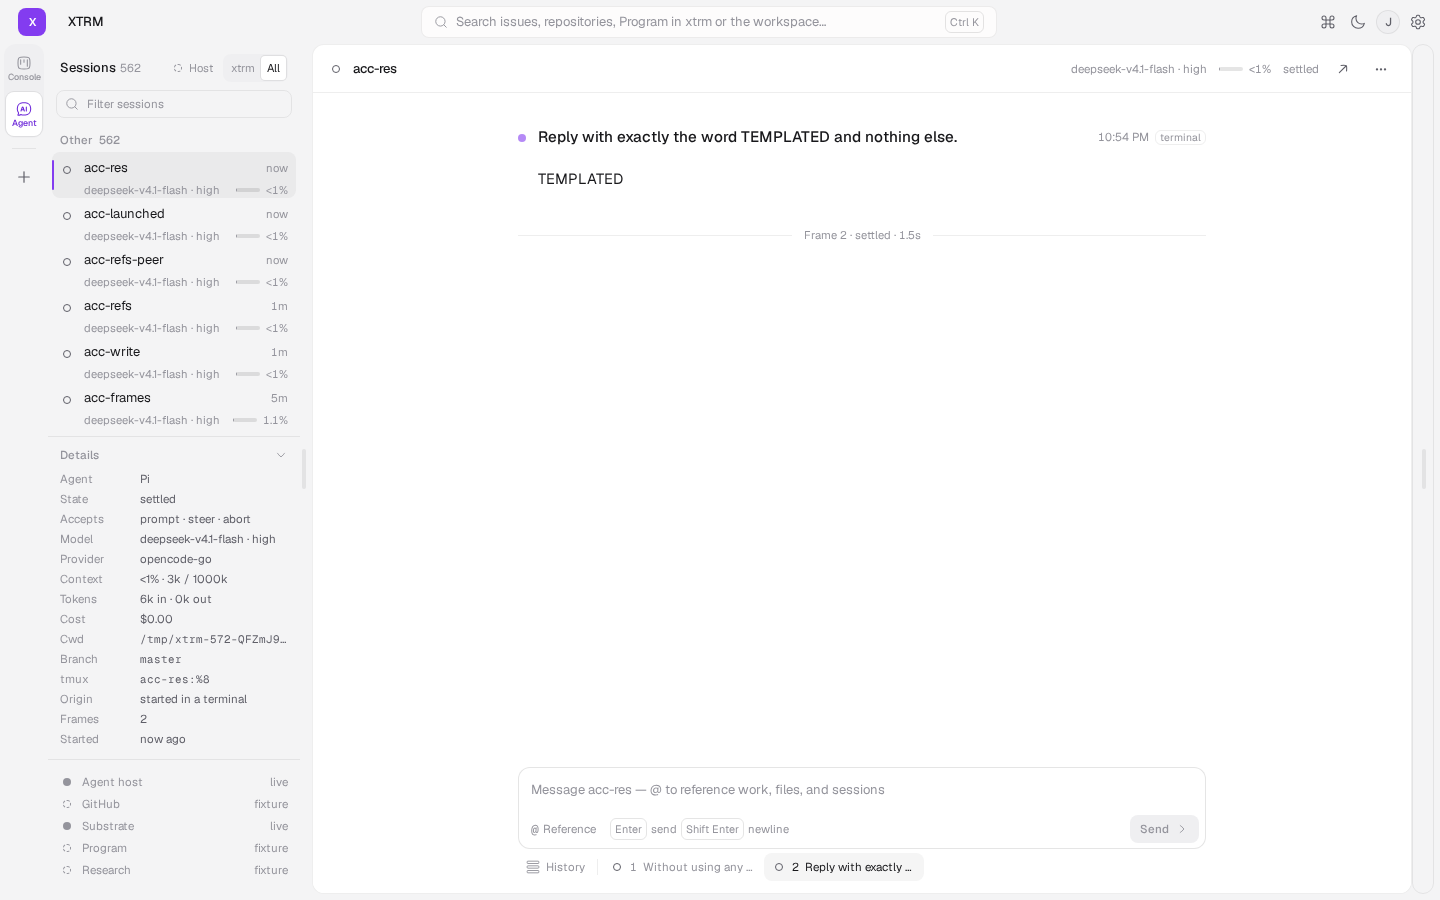 X XTRM Search issues, repositories, Program in xtrm or the workspace... Ctrl K J
Console
Agent
Sessions 562 Host xtrm All
Filter sessions
Other 562
acc-res now
deepseek-v4.1-flash · high <1%
acc-launched now
deepseek-v4.1-flash · high <1%
acc-refs-peer now
deepseek-v4.1-flash · high <1%
acc-refs 1m
deepseek-v4.1-flash · high <1%
acc-write 1m
deepseek-v4.1-flash · high <1%
acc-frames 5m
deepseek-v4.1-flash · high 1.1%
Details
Agent Pi
State settled
Accepts prompt · steer · abort
Model deepseek-v4.1-flash · high
Provider opencode-go
Context <1% · 3k / 1000k
Tokens 6k in · 0k out
Cost $0.00
Cwd /tmp/xtrm-572-QFZmJ9…
Branch master
tmux acc-res:%8
Origin started in a terminal
Frames 2
Started now ago
Agent host live
GitHub fixture
Substrate live
Program fixture
Research fixture
acc-res deepseek-v4.1-flash · high <1% settled
Reply with exactly the word TEMPLATED and nothing else. 10:54 PM terminal
TEMPLATED
Frame 2 · settled · 1.5s
Message acc-res — @ to reference work, files, and sessions
@ Reference Enter send Shift Enter newline Send
History 1 Without using any … 2 Reply with exactly …